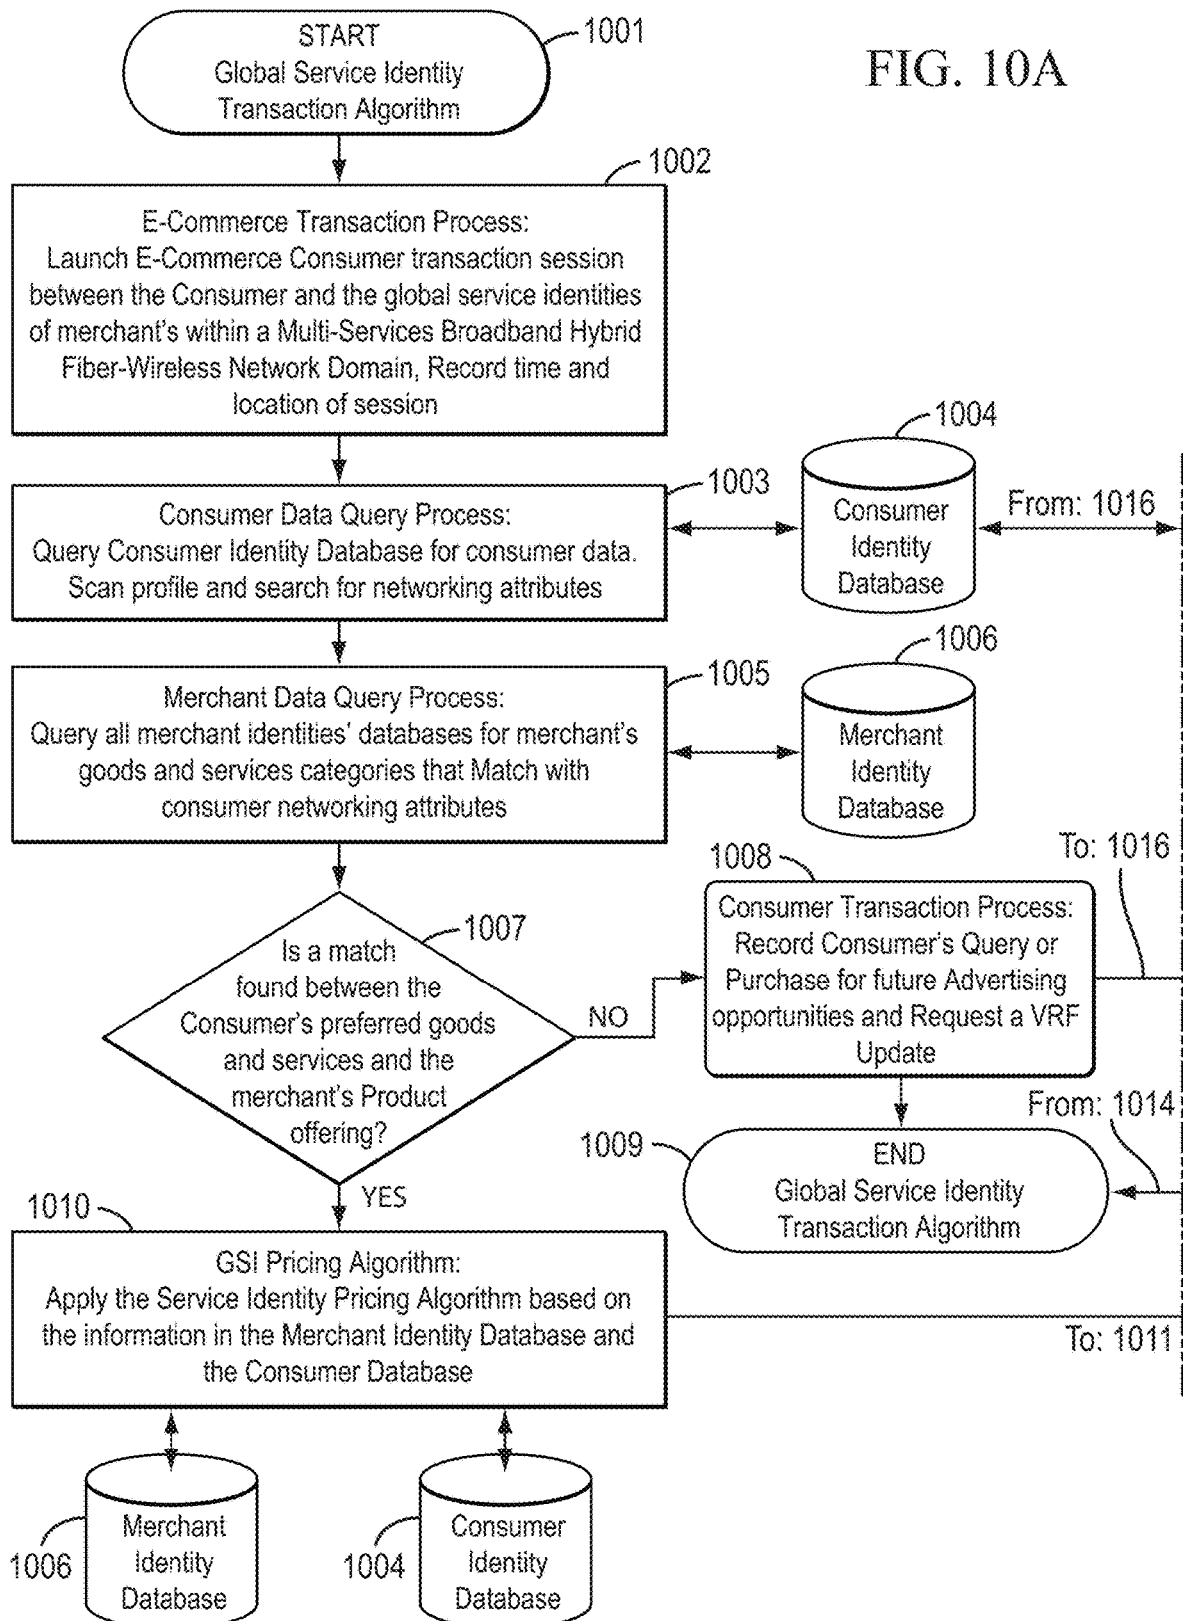 START
Global Service Identity
Transaction Algorithm
1001
FIG. 10A
1002
E-Commerce Transaction Process:
Launch E-Commerce Consumer transaction session
between the Consumer and the global service identities
of merchant's within a Multi-Services Broadband Hybrid
Fiber-Wireless Network Domain, Record time and
location of session
1003
Consumer Data Query Process:
Query Consumer Identity Database for consumer data.
Scan profile and search for networking attributes
1004
Consumer
Identity
Database
From: 1016
1005
Merchant Data Query Process:
Query all merchant identities' databases for merchant's
goods and services categories that Match with
consumer networking attributes
1006
Merchant
Identity
Database
1007
Is a match
found between the
Consumer's preferred goods
and services and the
merchant's Product
offering?
NO
YES
1008
Consumer Transaction Process:
Record Consumer's Query or
Purchase for future Advertising
opportunities and Request a VRF
Update
To: 1016
1009
END
Global Service Identity
Transaction Algorithm
From: 1014
1010
GSI Pricing Algorithm:
Apply the Service Identity Pricing Algorithm based on
the information in the Merchant Identity Database and
the Consumer Database
To: 1011
1006
Merchant
Identity
Database
1004
Consumer
Identity
Database